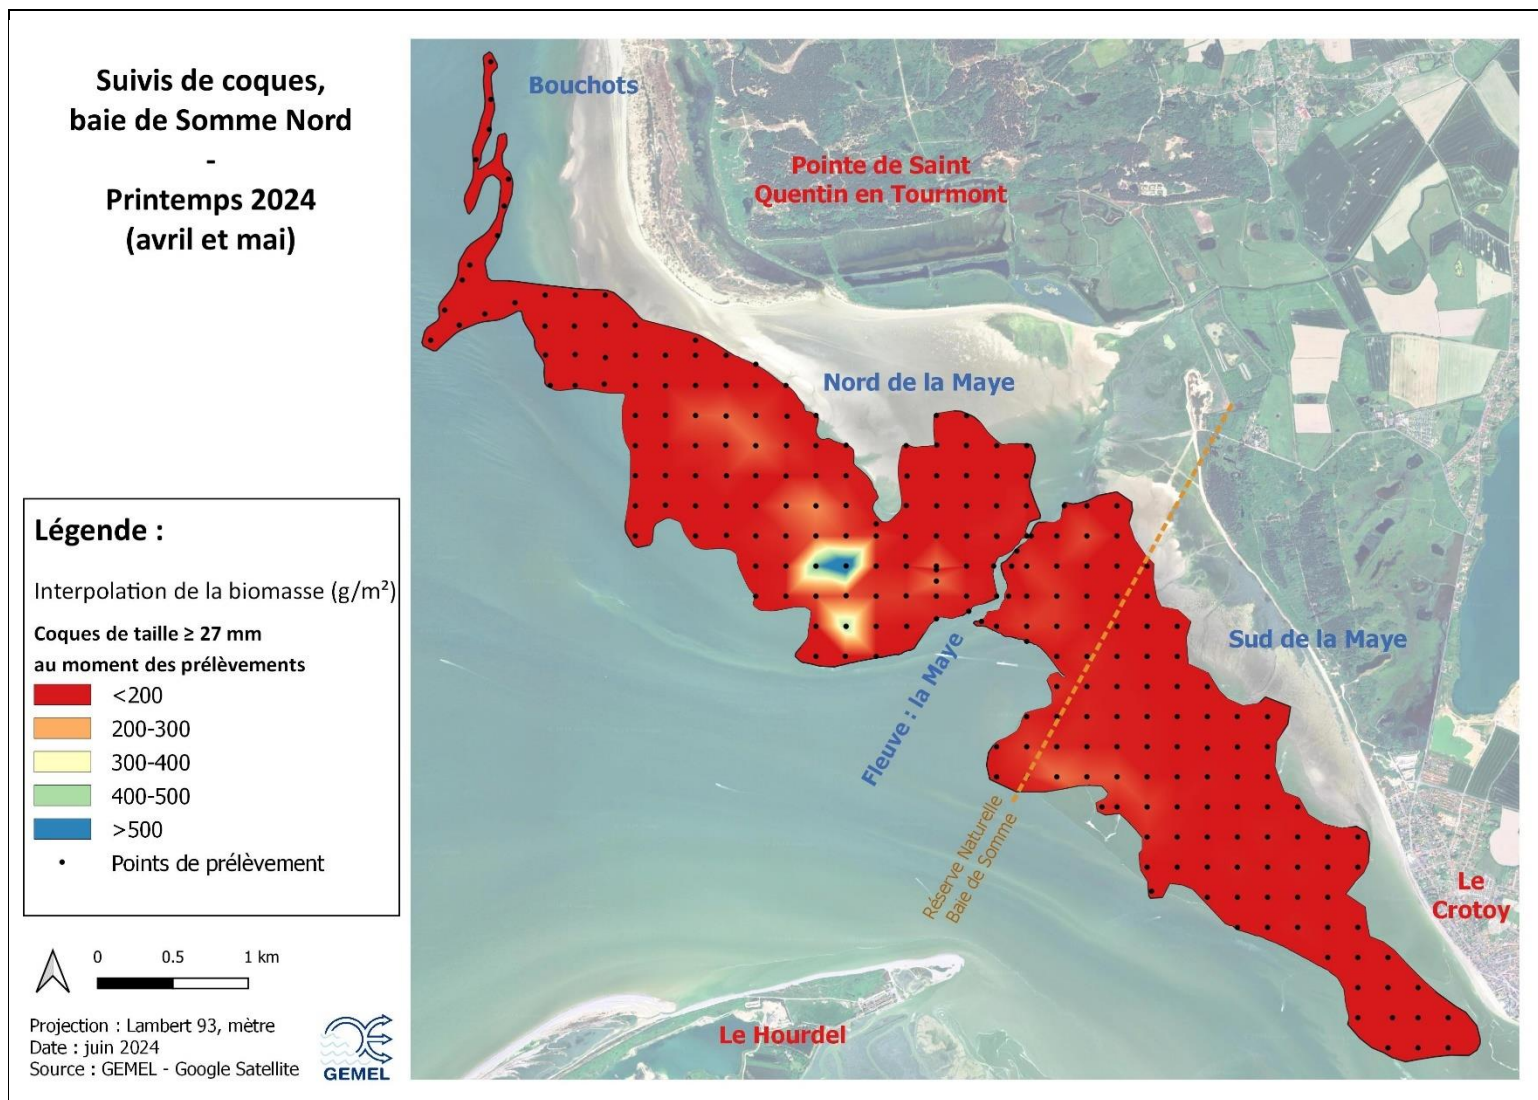 Suivis de coques,
baie de Somme Nord
-
Printemps 2024
(avril et mai)
Légende :
Interpolation de la biomasse (g/m²)
Coques de taille ≥ 27 mm
au moment des prélèvements
<200
200-300
300-400
400-500
>500
Points de prélèvement
0 0.5 1 km
Projection : Lambert 93, mètre
Date : juin 2024
Source : GEMEL - Google Satellite
GEMEL
Bouchots
Pointe de Saint
Quentin en Tourmont
Nord de la Maye
Sud de la Maye
Fleuve : la Maye
Réserve Naturelle
Baie de Somme
Le
Crotoy
Le Hourdel